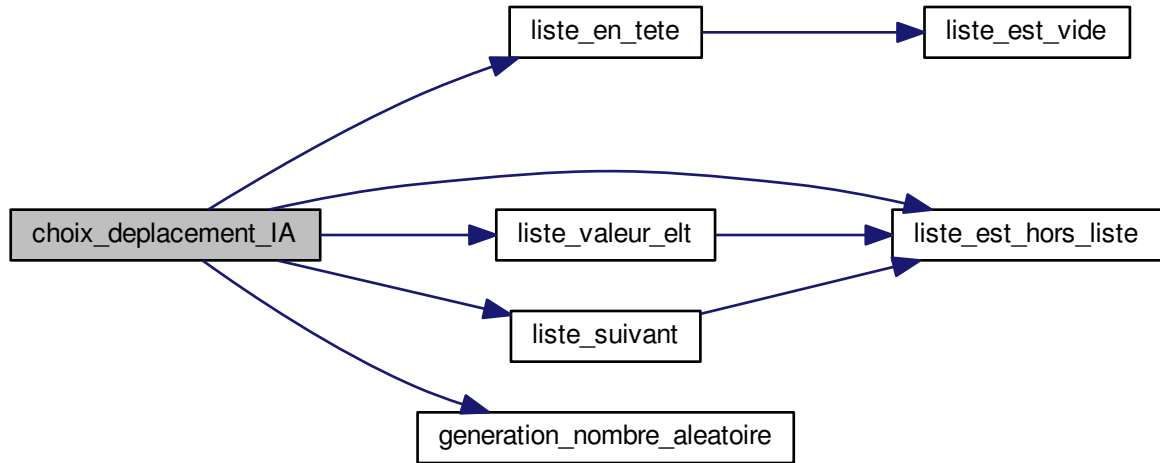 liste_en_tete
liste_est_vide
choix_deplacement_IA
liste_valeur_elt
liste_est_hors_liste
liste_suivant
generation_nombre_aleatoire